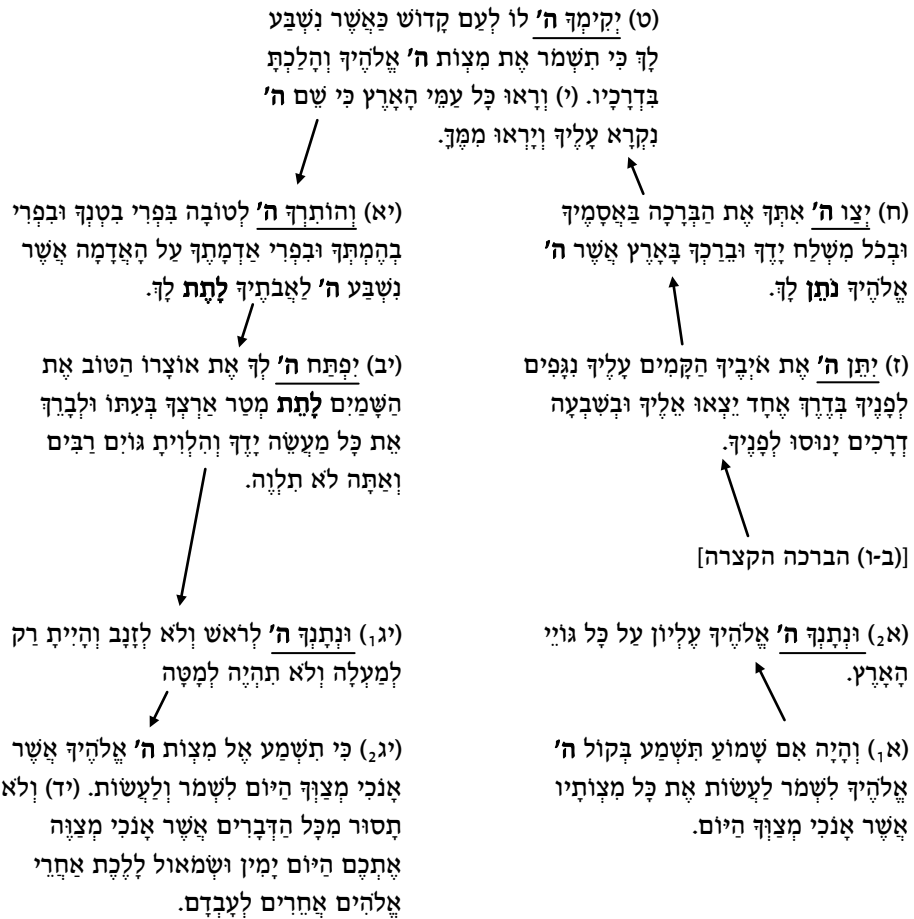 (ט) יְקִימְךָ ה' לוֹ לְעַם קָדוֹשׁ כַּאֲשֶׁר נִשְׁבַּע
לָךְ כִּי תִשְׁמֹר אֶת מִצְוֹת ה' אֱלֹהֶיךָ וְהָלַכְתָּ
בִּדְרָכָיו. (י) וְרָאוּ כָּל עַמֵּי הָאָרֶץ כִּי שֵׁם ה'
נִקְרָא עָלֶיךָ וְיָרְאוּ מִמֶּךָּ.
(ח) יְצַו ה' אִתְּךָ אֶת הַבְּרָכָה בַּאֲסָמֶיךָ
וּבְכֹל מִשְׁלַח יָדֶךָ וּבֵרַכְךָ בָּאָרֶץ אֲשֶׁר ה'
אֱלֹהֶיךָ נֹתֵן לָךְ.
(יא) וְהוֹתִרְךָ ה' לְטוֹבָה בִּפְרִי בִטְנְךָ וּבִפְרִי
בְהֶמְתְּךָ וּבִפְרִי אַדְמָתֶךָ עַל הָאֲדָמָה אֲשֶׁר
נִשְׁבַּע ה' לַאֲבֹתֶיךָ לָתֶת לָךְ.
(ז) יִתֵּן ה' אֶת אֹיְבֶיךָ הַקָּמִים עָלֶיךָ נִגָּפִים
לְפָנֶיךָ בְּדֶרֶךְ אֶחָד יֵצְאוּ אֵלֶיךָ וּבְשִׁבְעָה
דְרָכִים יָנוּסוּ לְפָנֶיךָ.
(יב) יִפְתַּח ה' לְךָ אֶת אוֹצָרוֹ הַטּוֹב אֶת
הַשָּׁמַיִם לָתֵת מְטַר אַרְצְךָ בְּעִתּוֹ וּלְבָרֵךְ
אֵת כָּל מַעֲשֵׂה יָדֶךָ וְהִלְוִיתָ גּוֹיִם רַבִּים
וְאַתָּה לֹא תִלְוֶה.
[(ב-ו) הברכה הקצרה]
(א₂) וּנְתָנְךָ ה' אֱלֹהֶיךָ עֶלְיוֹן עַל כָּל גּוֹיֵי
הָאָרֶץ.
(יג₁) וּנְתָנְךָ ה' לְרֹאשׁ וְלֹא לְזָנָב וְהָיִיתָ רַק
לְמַעְלָה וְלֹא תִהְיֶה לְמָטָּה
(א₁) וְהָיָה אִם שָׁמוֹעַ תִּשְׁמַע בְּקוֹל ה'
אֱלֹהֶיךָ לִשְׁמֹר לַעֲשׂוֹת אֶת כָּל מִצְוֹתָיו
אֲשֶׁר אָנֹכִי מְצַוְּךָ הַיּוֹם.
(יג₂) כִּי תִשְׁמַע אֶל מִצְוֹת ה' אֱלֹהֶיךָ אֲשֶׁר
אָנֹכִי מְצַוְּךָ הַיּוֹם לִשְׁמֹר וְלַעֲשׂוֹת. (יד) וְלֹא
תָסוּר מִכָּל הַדְּבָרִים אֲשֶׁר אָנֹכִי מְצַוֶּה
אֶתְכֶם הַיּוֹם יָמִין וּשְׂמֹאול לָלֶכֶת אַחֲרֵי
אֱלֹהִים אֲחֵרִים לְעָבְדָם.